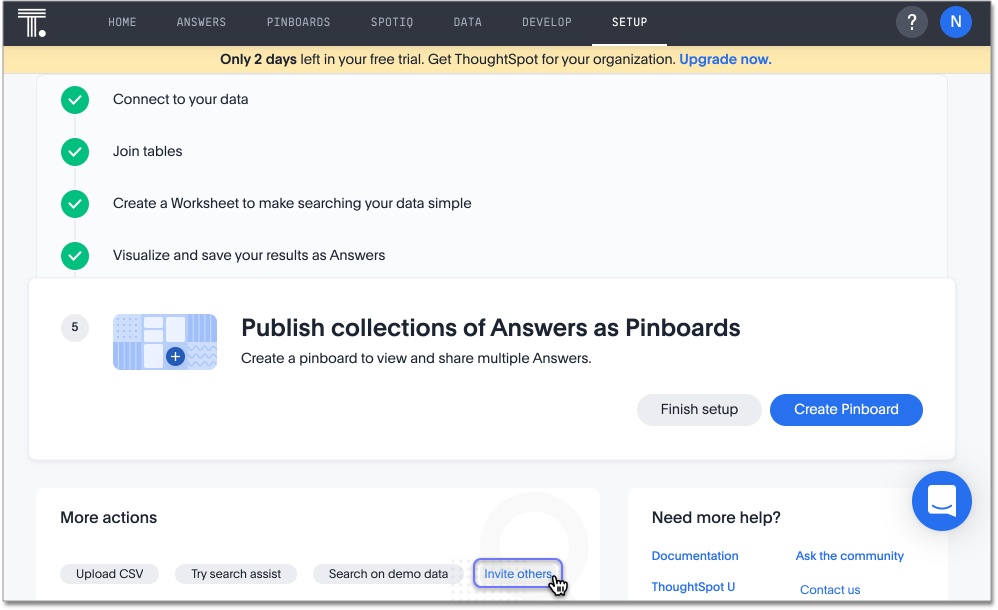 T.
HOME ANSWERS PINBOARDS SPOTIQ DATA DEVELOP SETUP ? N
Only 2 days left in your free trial. Get ThoughtSpot for your organization. Upgrade now.
Connect to your data
Join tables
Create a Worksheet to make searching your data simple
Visualize and save your results as Answers
5
Publish collections of Answers as Pinboards
Create a pinboard to view and share multiple Answers.
Finish setup Create Pinboard
More actions
Upload CSV Try search assist Search on demo data Invite others
Need more help?
Documentation Ask the community
ThoughtSpot U Contact us